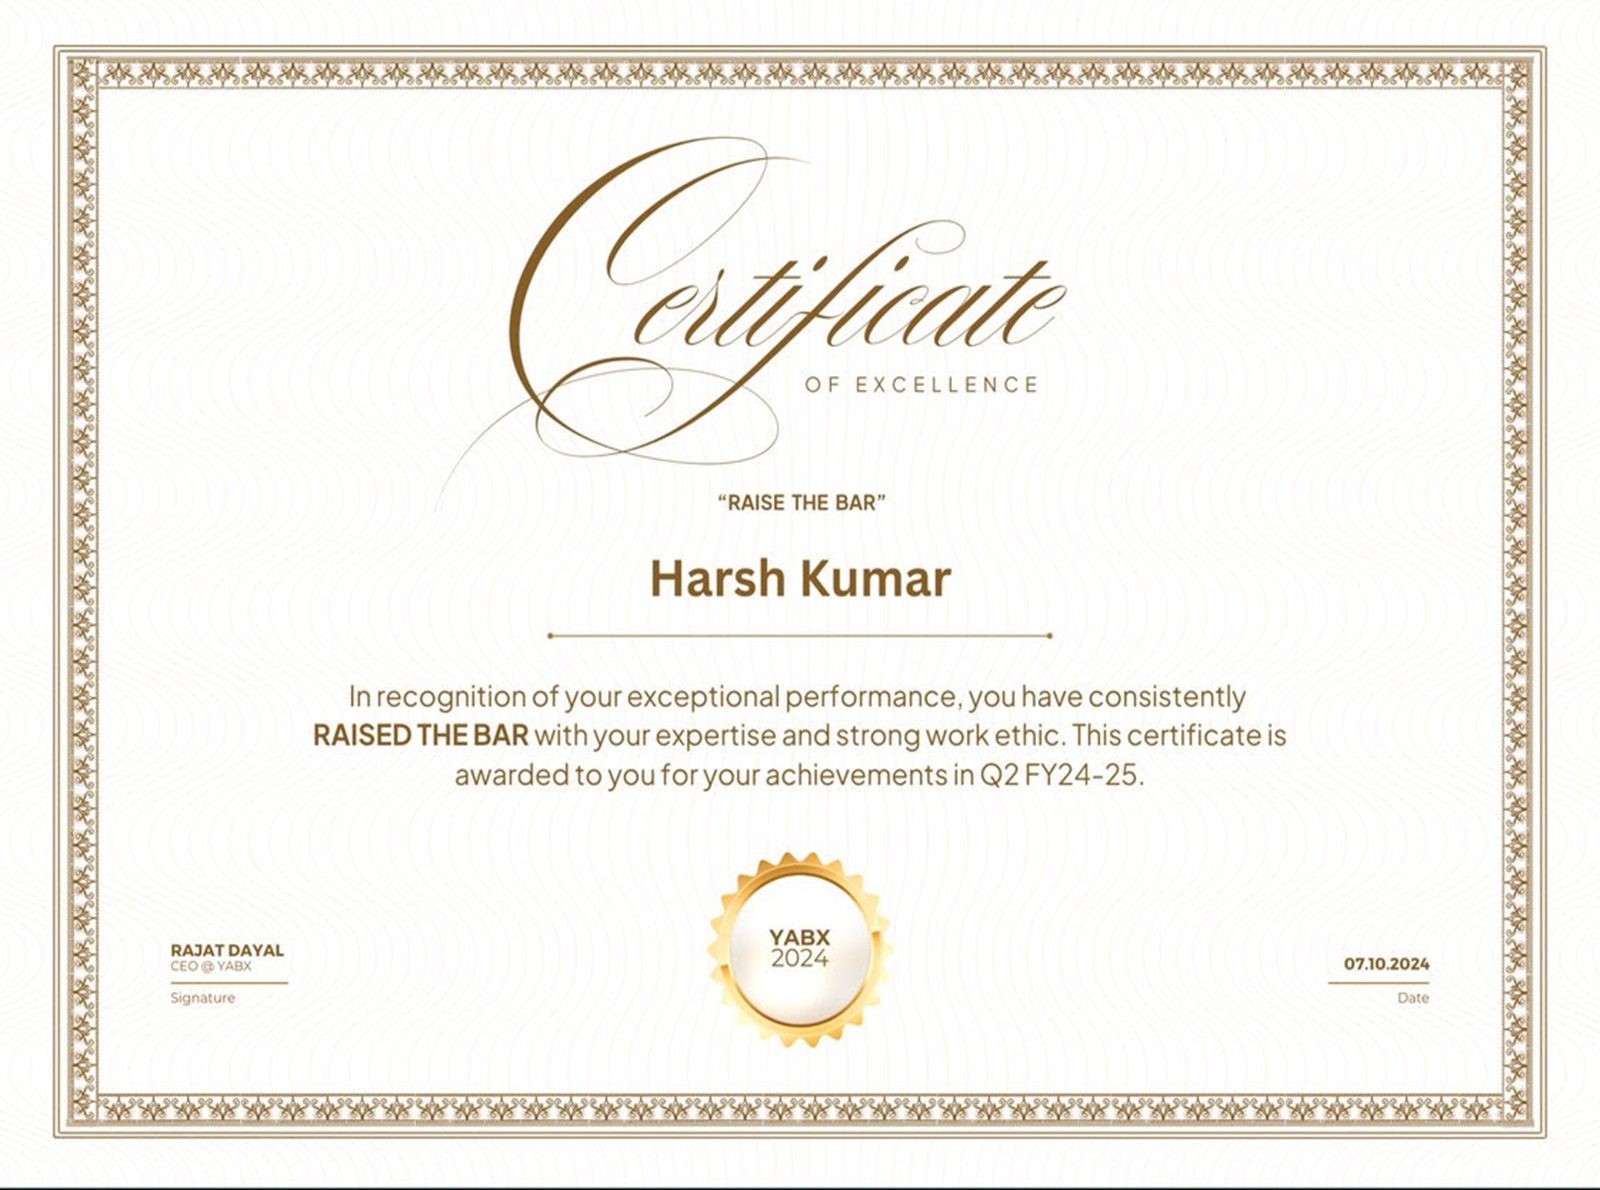 Certificate
OF EXCELLENCE
“RAISE THE BAR”
Harsh Kumar
In recognition of your exceptional performance, you have consistently
RAISED THE BAR with your expertise and strong work ethic. This certificate is
awarded to you for your achievements in Q2 FY24-25.
YABX
2024
RAJAT DAYAL
CEO @ YABX
Signature
07.10.2024
Date